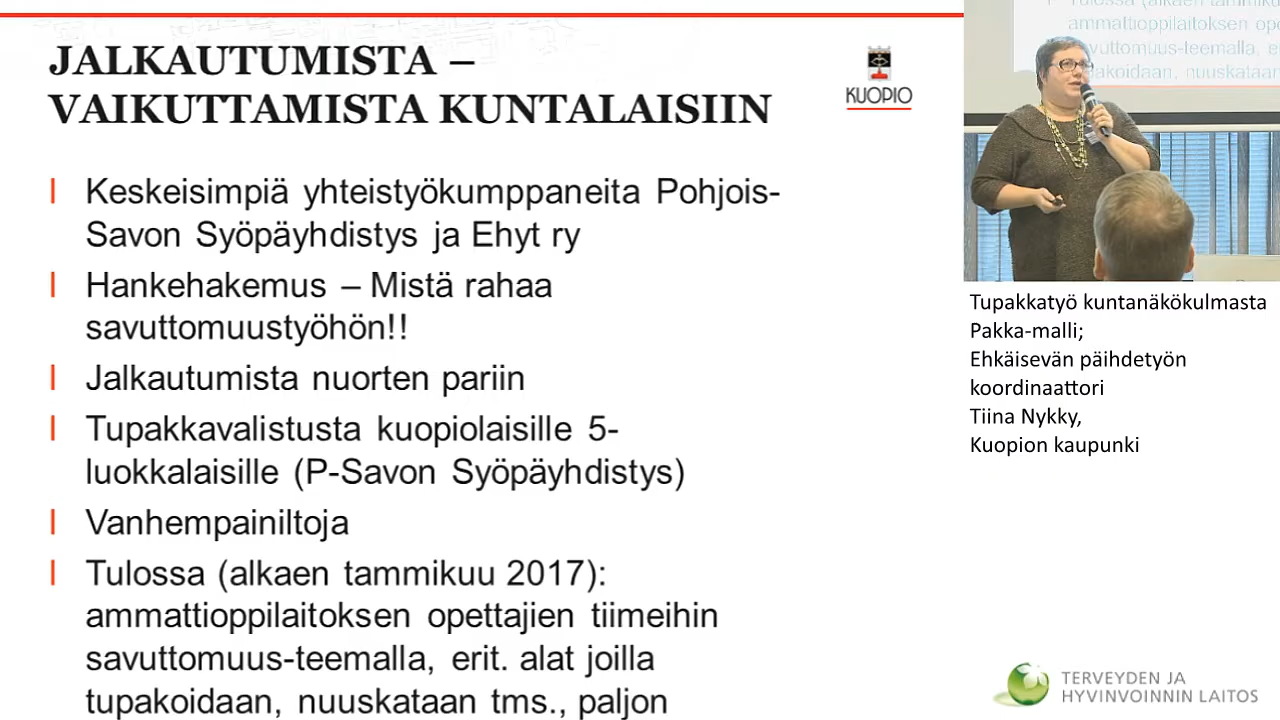 JALKAUTUMISTA –
VAIKUTTAMISTA KUNTALAISIIN
KUOPIO
Keskeisimpiä yhteistyökumppaneita Pohjois-
Savon Syöpäyhdistys ja Ehyt ry
Hankehakemus – Mistä rahaa
savuttomuustyöhön!!
Jalkautumista nuorten pariin
Tupakkavalistusta kuopiolaisille 5-
luokkalaisille (P-Savon Syöpäyhdistys)
Vanhempainiltoja
Tulossa (alkaen tammikuu 2017):
ammattioppilaitoksen opettajien tiimeihin
savuttomuus-teemalla, erit. alat joilla
tupakoidaan, nuuskataan tms., paljon
ammattioppilaitoksen
Tupakkatyö kuntanäkökulmasta
Pakka-malli;
Ehkäisevän päihdetyön
koordinaattori
Tiina Nykky,
Kuopion kaupunki
TERVEYDEN JA
HYVINVOINNIN LAITOS